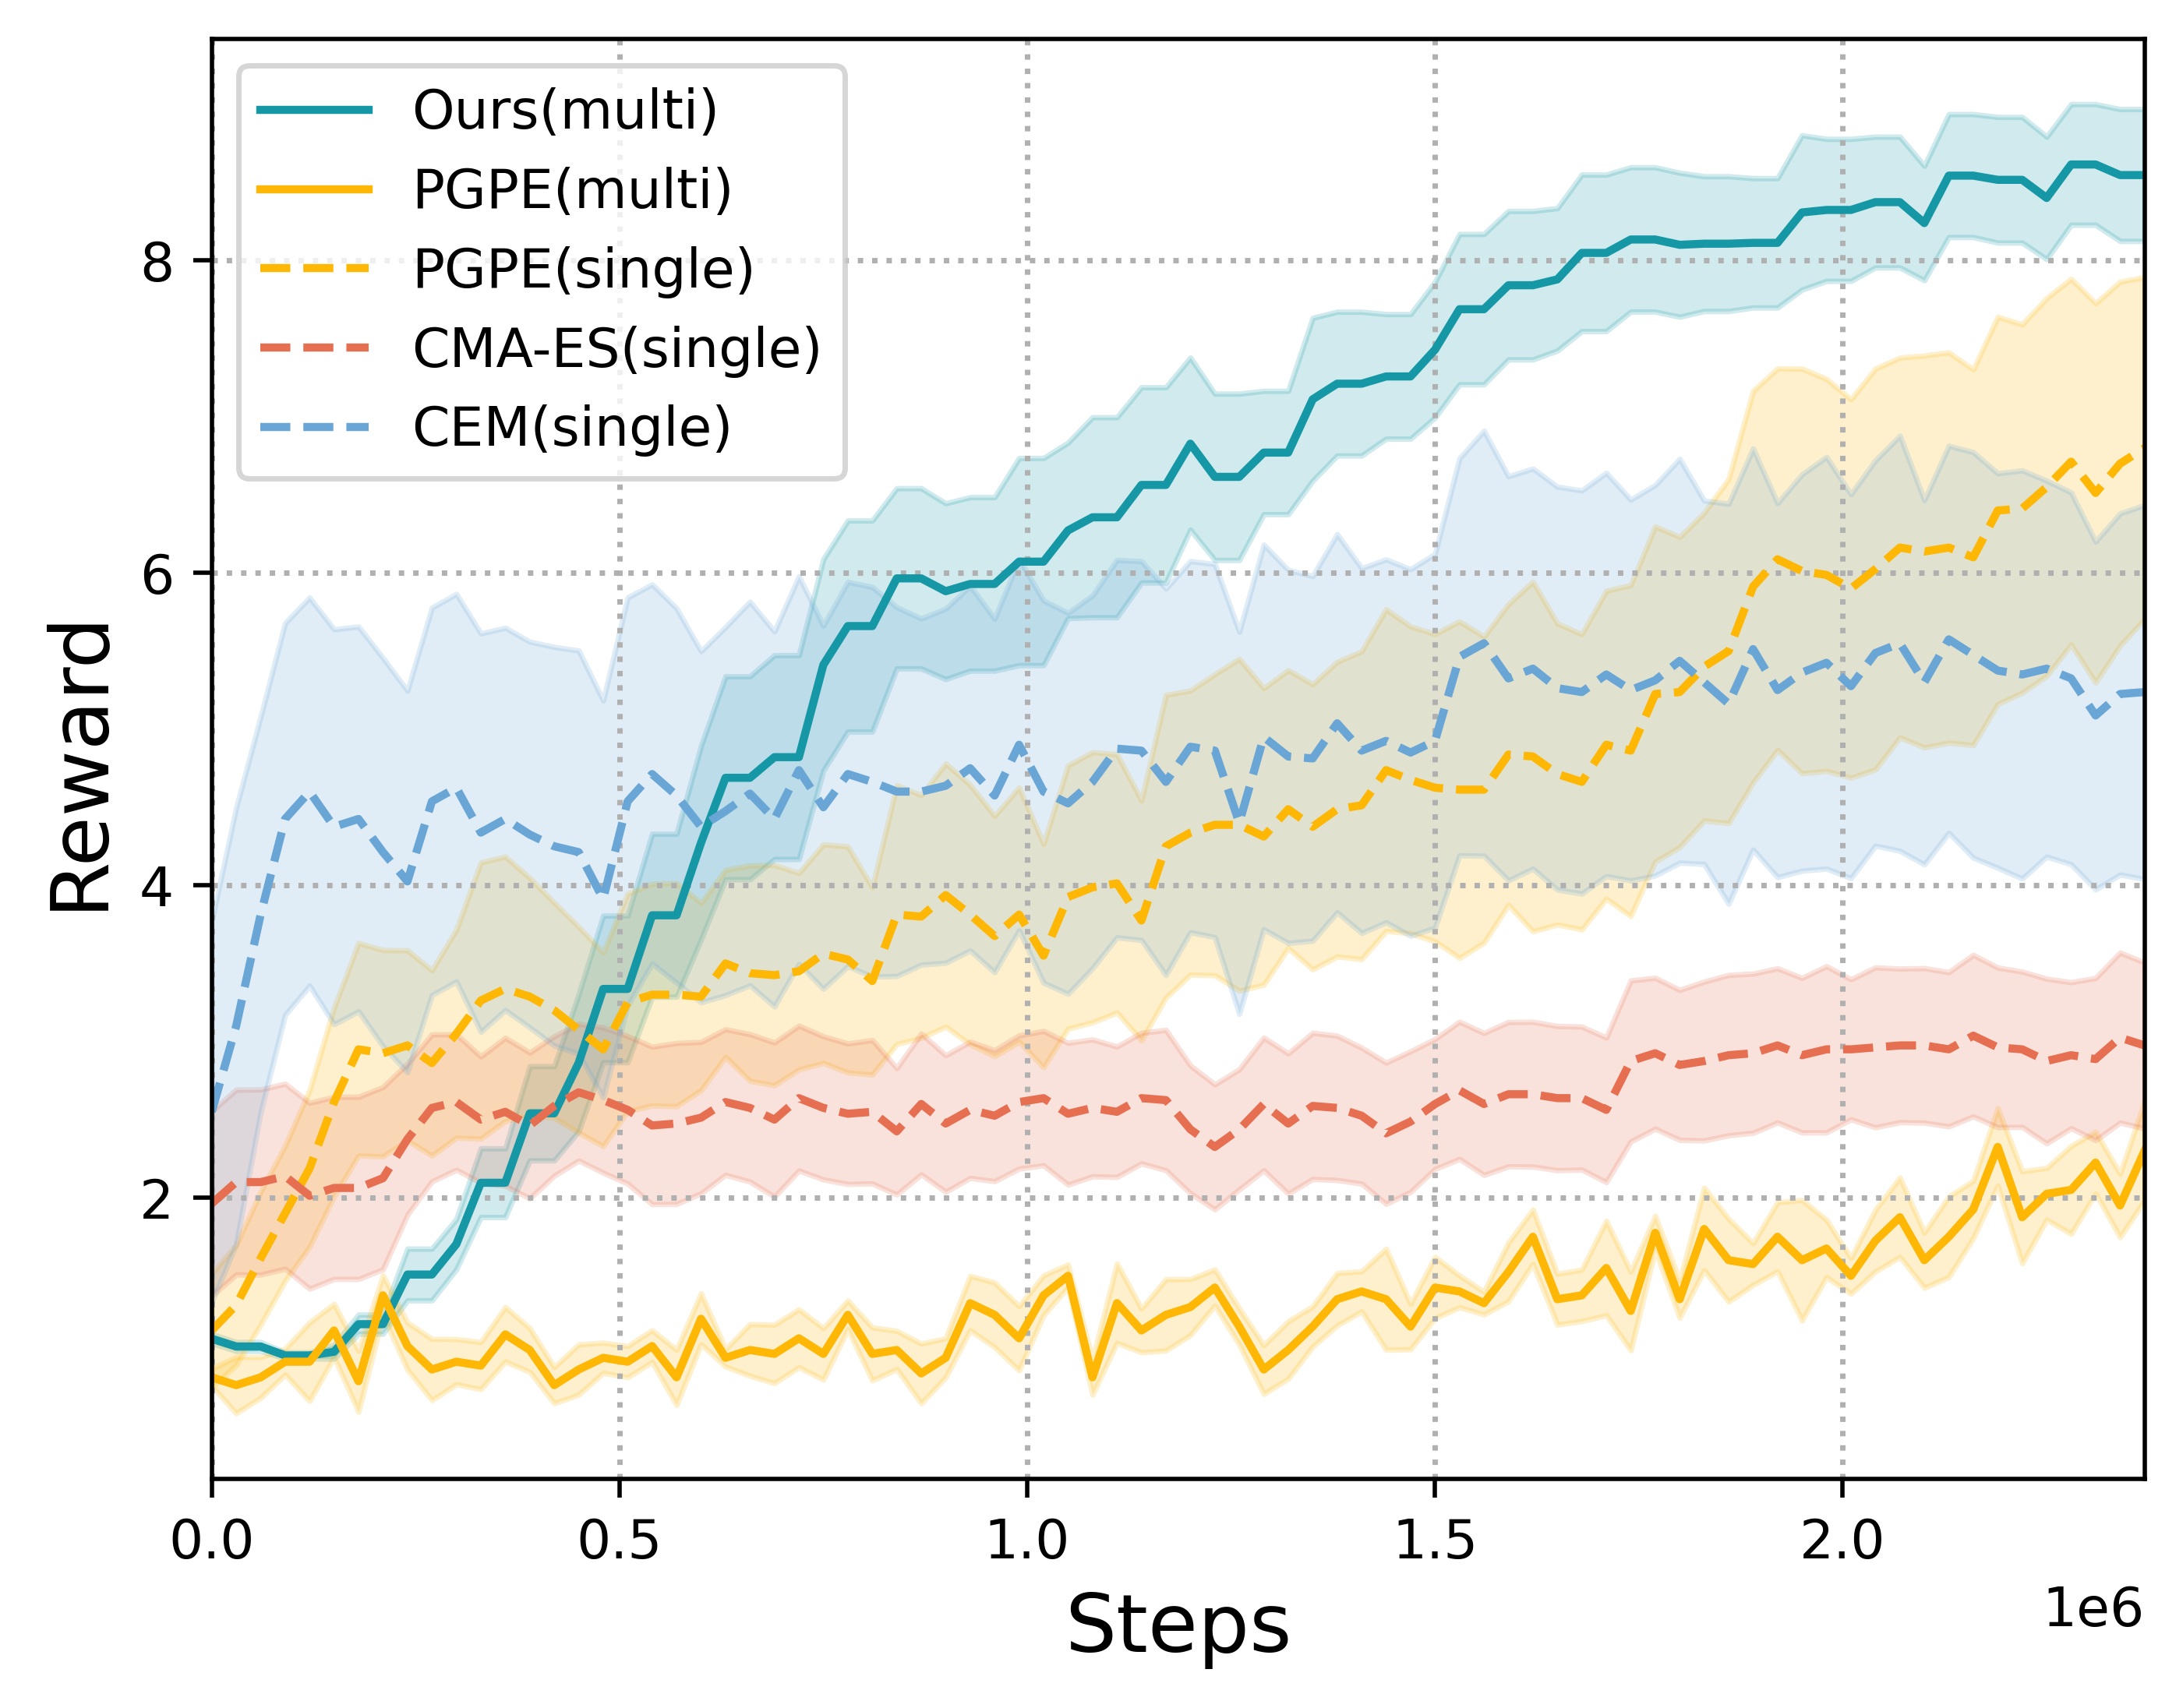 Ours(multi)
PGPE(multi)
PGPE(single)
CMA-ES(single)
CEM(single)
8
6
4
2
Reward
0.0 0.5 1.0 1.5 2.0
1e6
Steps